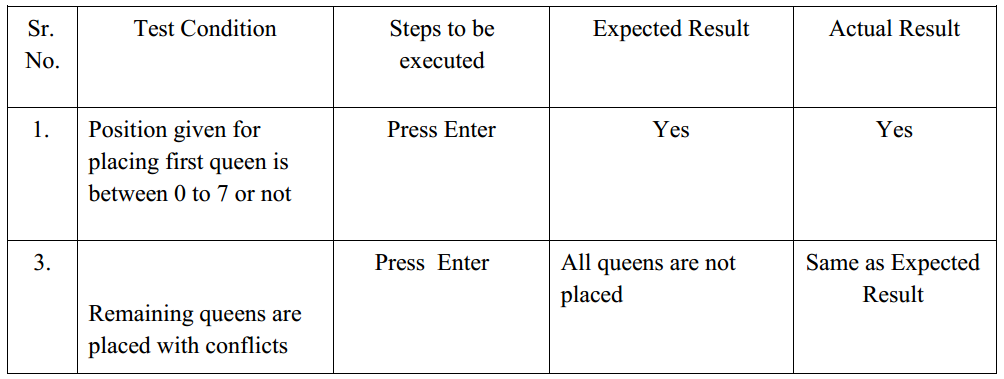 Sr. No.
Test Condition
Steps to be executed
Expected Result
Actual Result
1.
Position given for
placing first queen is
between 0 to 7 or not
Press Enter
Yes
Yes
3.
Remaining queens are
placed with conflicts
Press  Enter
All queens are not
placed
Same as Expected
Result